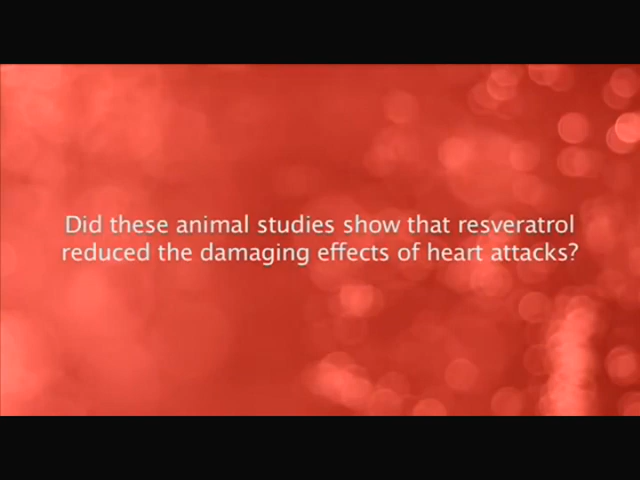 Did these animal studies show that resveratrol
reduced the damaging effects of heart attacks?